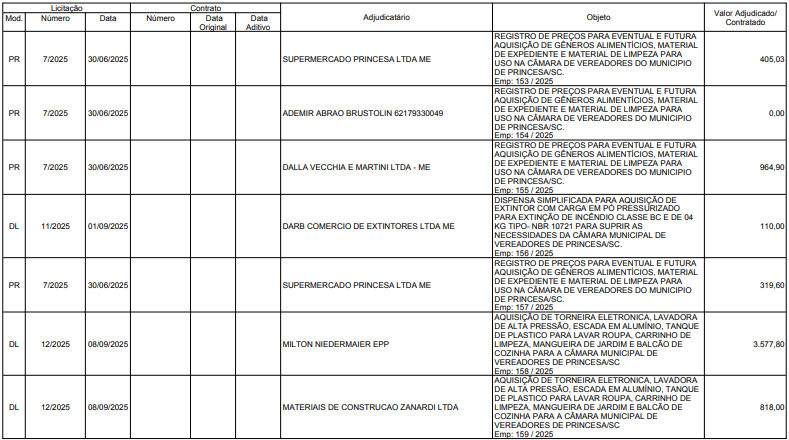 Licitação Contrato Adjudicatário Objeto Valor Adjudicado/
Contratado
Mod. Número Data Número Data
Original Data
Aditivo
PR 7/2025 30/06/2025 SUPERMERCADO PRINCESA LTDA ME REGISTRO DE PREÇOS PARA EVENTUAL E FUTURA
AQUISIÇÃO DE GÊNEROS ALIMENTÍCIOS, MATERIAL
DE EXPEDIENTE E MATERIAL DE LIMPEZA PARA
USO NA CÂMARA DE VEREADORES DO MUNICIPIO
DE PRINCESA/SC.
Emp: 153 / 2025 405,03
PR 7/2025 30/06/2025 ADEMIR ABRAO BRUSTOLIN 62179330049 REGISTRO DE PREÇOS PARA EVENTUAL E FUTURA
AQUISIÇÃO DE GÊNEROS ALIMENTÍCIOS, MATERIAL
DE EXPEDIENTE E MATERIAL DE LIMPEZA PARA
USO NA CÂMARA DE VEREADORES DO MUNICIPIO
DE PRINCESA/SC.
Emp: 154 / 2025 0,00
PR 7/2025 30/06/2025 DALLA VECCHIA E MARTINI LTDA - ME REGISTRO DE PREÇOS PARA EVENTUAL E FUTURA
AQUISIÇÃO DE GÊNEROS ALIMENTÍCIOS, MATERIAL
DE EXPEDIENTE E MATERIAL DE LIMPEZA PARA
USO NA CÂMARA DE VEREADORES DO MUNICIPIO
DE PRINCESA/SC.
Emp: 155 / 2025 964,90
DL 11/2025 01/09/2025 DARB COMERCIO DE EXTINTORES LTDA ME DISPENSA SIMPLIFICADA PARA AQUISIÇÃO DE
EXTINTOR COM CARGA EM PÓ PRESSURIZADO
PARA EXTINÇÃO DE INCÊNDIO CLASSE BC E DE 04
KG TIPO- NBR 10721 PARA SUPRIR AS
NECESSIDADES DA CÂMARA MUNICIPAL DE
VEREADORES DE PRINCESA/SC.
Emp: 156 / 2025 110,00
PR 7/2025 30/06/2025 SUPERMERCADO PRINCESA LTDA ME REGISTRO DE PREÇOS PARA EVENTUAL E FUTURA
AQUISIÇÃO DE GÊNEROS ALIMENTÍCIOS, MATERIAL
DE EXPEDIENTE E MATERIAL DE LIMPEZA PARA
USO NA CÂMARA DE VEREADORES DO MUNICIPIO
DE PRINCESA/SC.
Emp: 157 / 2025 319,60
DL 12/2025 08/09/2025 MILTON NIEDERMAIER EPP AQUISIÇÃO DE TORNEIRA ELETRONICA, LAVADORA
DE ALTA PRESSÃO, ESCADA EM ALUMÍNIO, TANQUE
DE PLASTICO PARA LAVAR ROUPA, CARRINHO DE
LIMPEZA, MANGUEIRA DE JARDIM E BALCÃO DE
COZINHA PARA A CÂMARA MUNICIPAL DE
VEREADORES DE PRINCESA/SC
Emp: 158 / 2025 3.577,80
DL 12/2025 08/09/2025 MATERIAIS DE CONSTRUCAO ZANARDI LTDA AQUISIÇÃO DE TORNEIRA ELETRONICA, LAVADORA
DE ALTA PRESSÃO, ESCADA EM ALUMÍNIO, TANQUE
DE PLASTICO PARA LAVAR ROUPA, CARRINHO DE
LIMPEZA, MANGUEIRA DE JARDIM E BALCÃO DE
COZINHA PARA A CÂMARA MUNICIPAL DE
VEREADORES DE PRINCESA/SC
Emp: 159 / 2025 818,00